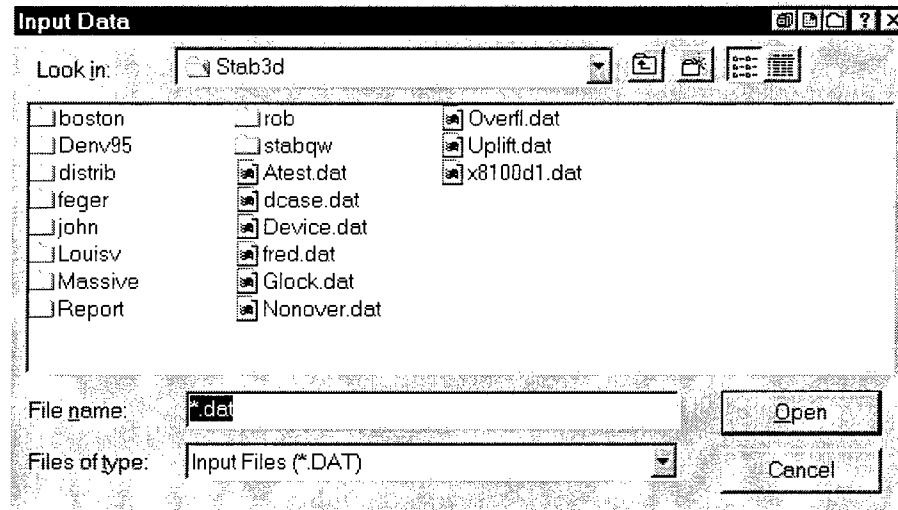 Input Data
Look in: Stab3d
boston
Denv95
distrib
feger
john
Louisv
Massive
Report
rob
stabqw
Atest.dat
dcase.dat
Device.dat
fred.dat
Glock.dat
Nonover.dat
Overfl.dat
Uplift.dat
x8100d1.dat
File name: *.dat
Open
Files of type: Input Files (*.DAT)
Cancel